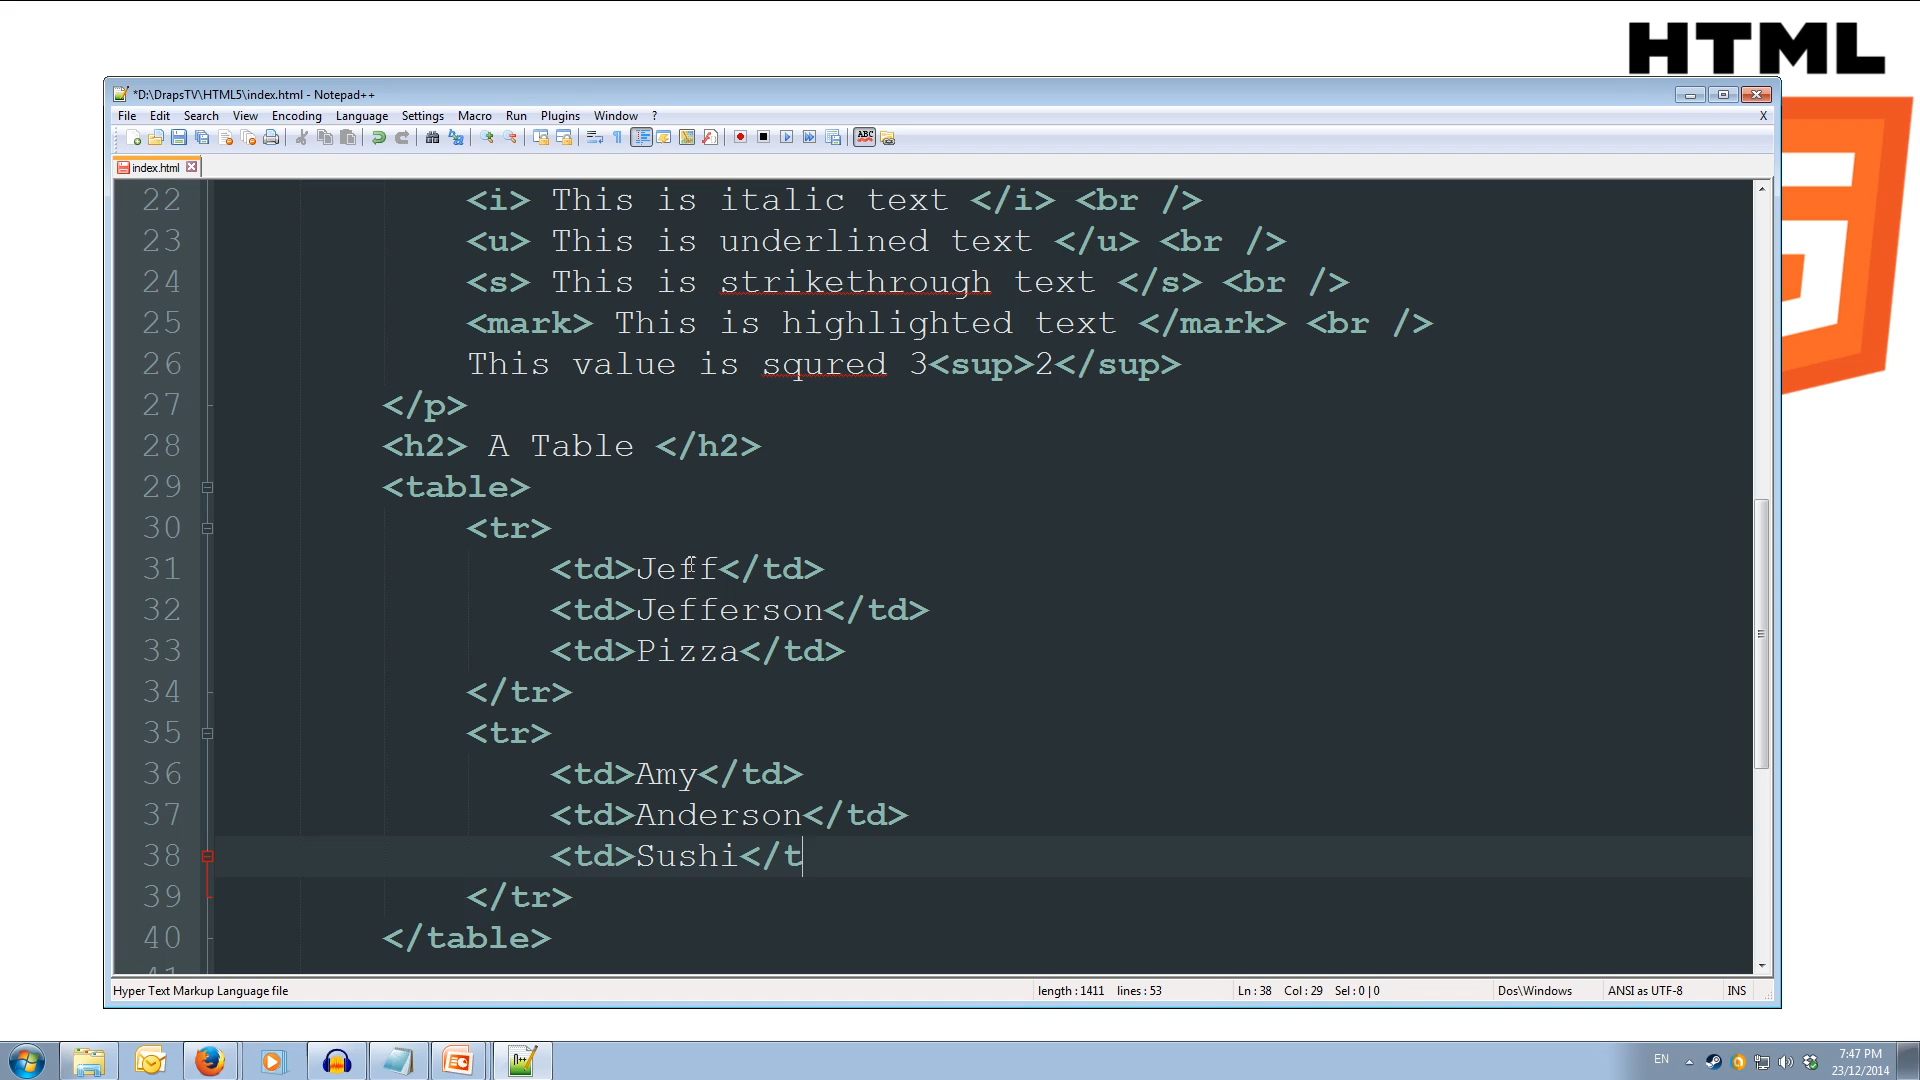 HTML
*D:\DrapsTV\HTML5\index.html - Notepad++
File Edit Search View Encoding Language Settings Macro Run Plugins Window ? X
ABC
index.html
22 <i> This is italic text </i> <br />
23 <u> This is underlined text </u> <br />
24 <s> This is strikethrough text </s> <br />
25 <mark> This is highlighted text </mark> <br />
26 This value is squred 3<sup>2</sup>
27 </p>
28 <h2> A Table </h2>
29 <table>
30 <tr>
31 <td>Jeff</td>
32 <td>Jefferson</td>
33 <td>Pizza</td>
34 </tr>
35 <tr>
36 <td>Amy</td>
37 <td>Anderson</td>
38 <td>Sushi</t
39 </tr>
40 </table>
41
Hyper Text Markup Language file length : 1411 lines : 53 Ln : 38 Col : 29 Sel : 0 | 0 Dos\Windows ANSI as UTF-8 INS
EN 7:47 PM
23/12/2014